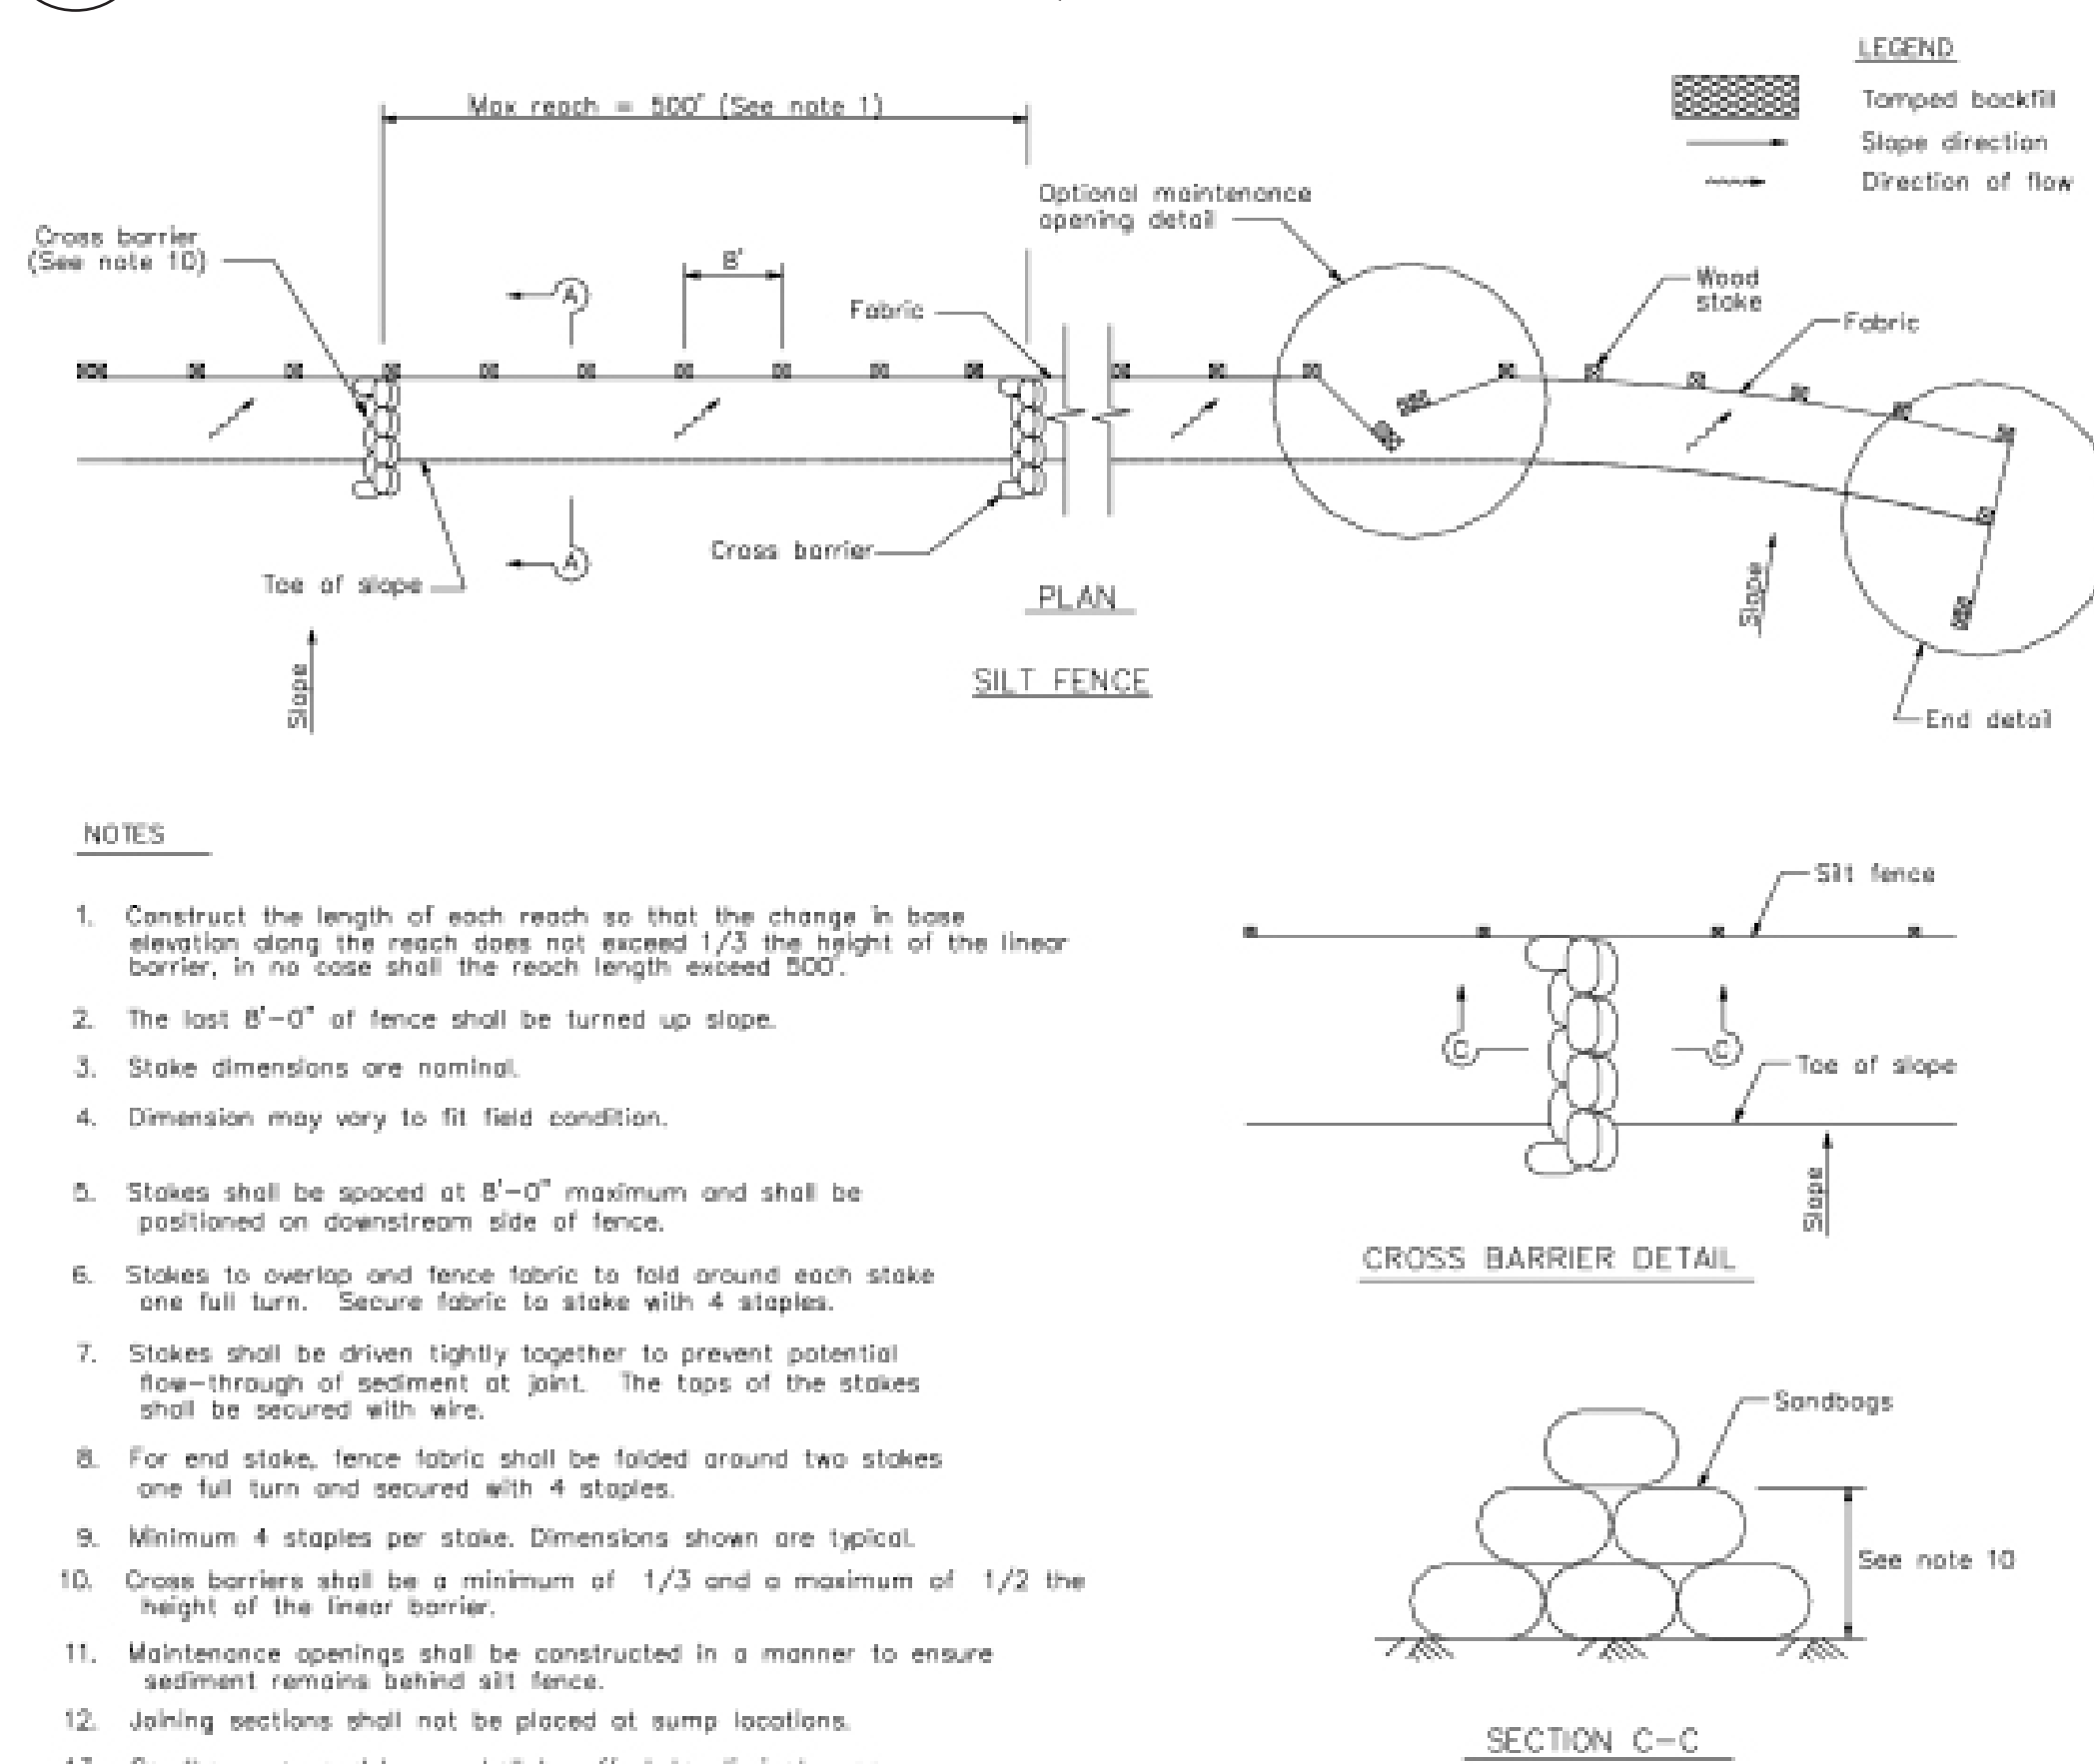 LEGEND
Tamped backfill
Slope direction
Direction of flow
Max reach = 500' (See note 1)
Optional maintenance
opening detail
Cross barrier
(See note 10)
8'
A
Fabric
Wood
stake
Fabric
Cross barrier
A
Toe of slope
PLAN
Slope
Slope
SILT FENCE
End detail
NOTES
1. Construct the length of each reach so that the change in base
elevation along the reach does not exceed 1/3 the height of the linear
barrier, in no case shall the reach length exceed 500'.
2. The last 8'-0" of fence shall be turned up slope.
3. Stake dimensions are nominal.
4. Dimension may vary to fit field condition.
5. Stakes shall be spaced at 8'-0" maximum and shall be
positioned on downstream side of fence.
6. Stakes to overlap and fence fabric to fold around each stake
one full turn. Secure fabric to stake with 4 staples.
7. Stakes shall be driven tightly together to prevent potential
flow-through of sediment at joint. The tops of the stakes
shall be secured with wire.
8. For end stake, fence fabric shall be folded around two stakes
one full turn and secured with 4 staples.
9. Minimum 4 staples per stake. Dimensions shown are typical.
10. Cross barriers shall be a minimum of 1/3 and a maximum of 1/2 the
height of the linear barrier.
11. Maintenance openings shall be constructed in a manner to ensure
sediment remains behind silt fence.
12. Joining sections shall not be placed at sump locations.
Silt fence
C
C
Toe of slope
Slope
CROSS BARRIER DETAIL
Sandbags
See note 10
SECTION C-C